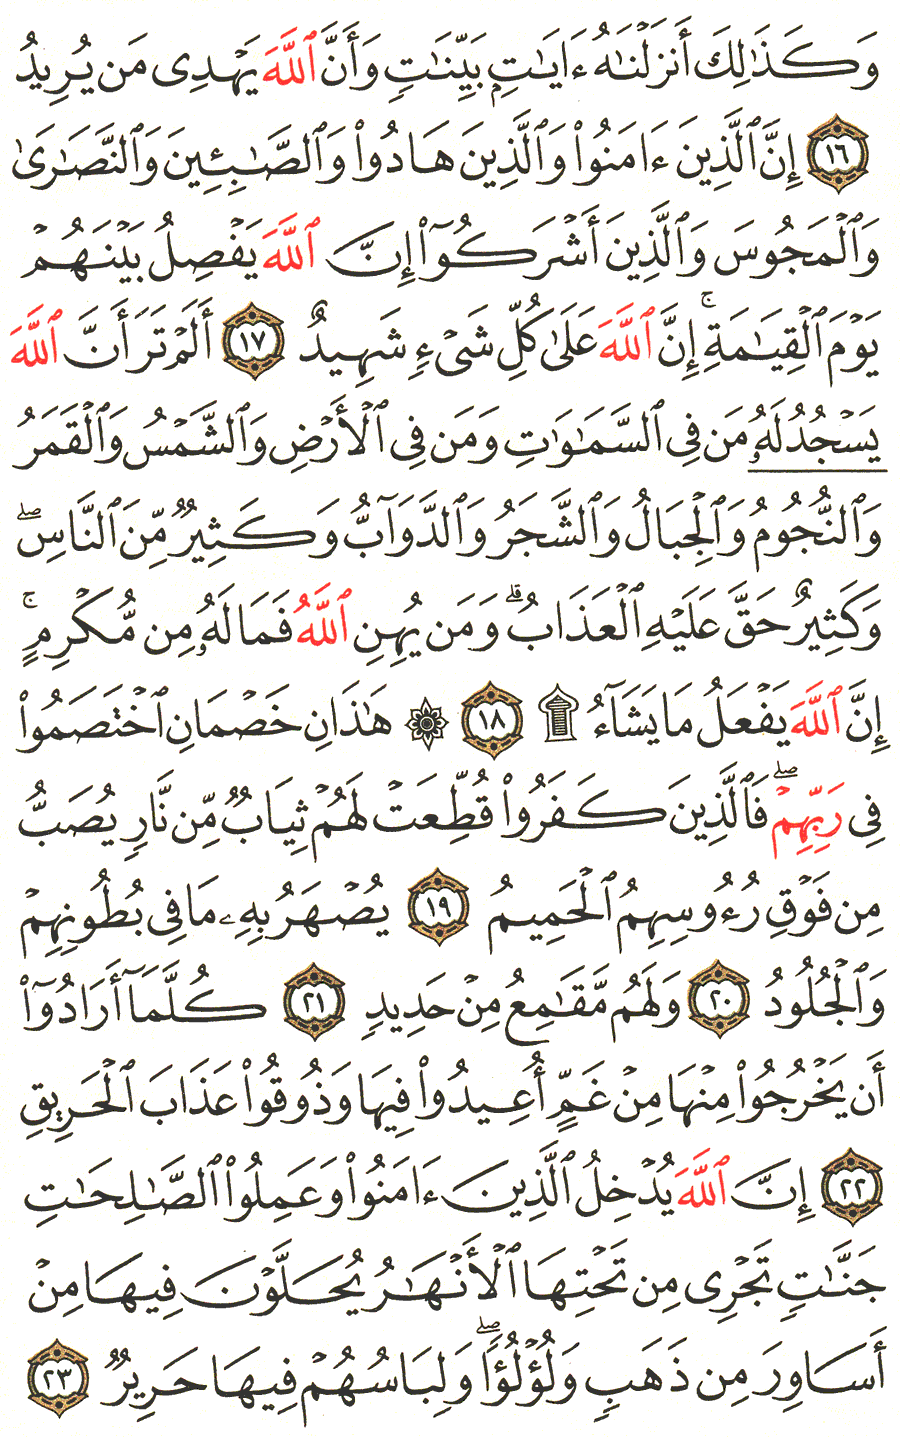 وَكَذَٰلِكَ أَنزَلْنَٰهُ ءَايَٰتٍۭ بَيِّنَٰتٍ وَأَنَّ ٱللَّهَ يَهْدِى مَن يُرِيدُ
١٦ إِنَّ ٱلَّذِينَ ءَامَنُوا۟ وَٱلَّذِينَ هَادُوا۟ وَٱلصَّٰبِـِٔينَ وَٱلنَّصَٰرَىٰ
وَٱلْمَجُوسَ وَٱلَّذِينَ أَشْرَكُوٓا۟ إِنَّ ٱللَّهَ يَفْصِلُ بَيْنَهُمْ
يَوْمَ ٱلْقِيَٰمَةِ ۚ إِنَّ ٱللَّهَ عَلَىٰ كُلِّ شَىْءٍ شَهِيدٌ ١٧ أَلَمْ تَرَ أَنَّ ٱللَّهَ
يَسْجُدُ لَهُۥ مَن فِى ٱلسَّمَٰوَٰتِ وَمَن فِى ٱلْأَرْضِ وَٱلشَّمْسُ وَٱلْقَمَرُ
وَٱلنُّجُومُ وَٱلْجِبَالُ وَٱلشَّجَرُ وَٱلدَّوَآبُّ وَكَثِيرٌ مِّنَ ٱلنَّاسِ ۖ
وَكَثِيرٌ حَقَّ عَلَيْهِ ٱلْعَذَابُ ۗ وَمَن يُهِنِ ٱللَّهُ فَمَا لَهُۥ مِن مُّكْرِمٍ ۚ
إِنَّ ٱللَّهَ يَفْعَلُ مَا يَشَآءُ ۩ ١٨ ۞ هَٰذَانِ خَصْمَانِ ٱخْتَصَمُوا۟
فِى رَبِّهِمْ ۖ فَٱلَّذِينَ كَفَرُوا۟ قُطِّعَتْ لَهُمْ ثِيَابٌ مِّن نَّارٍ يُصَبُّ
مِن فَوْقِ رُءُوسِهِمُ ٱلْحَمِيمُ ١٩ يُصْهَرُ بِهِۦ مَا فِى بُطُونِهِمْ
وَٱلْجُلُودُ ٢٠ وَلَهُم مَّقَٰمِعُ مِنْ حَدِيدٍ ٢١ كُلَّمَآ أَرَادُوٓا۟
أَن يَخْرُجُوا۟ مِنْهَا مِنْ غَمٍّ أُعِيدُوا۟ فِيهَا وَذُوقُوا۟ عَذَابَ ٱلْحَرِيقِ
٢٢ إِنَّ ٱللَّهَ يُدْخِلُ ٱلَّذِينَ ءَامَنُوا۟ وَعَمِلُوا۟ ٱلصَّٰلِحَٰتِ
جَنَّٰتٍ تَجْرِى مِن تَحْتِهَا ٱلْأَنْهَٰرُ يُحَلَّوْنَ فِيهَا مِنْ
أَسَاوِرَ مِن ذَهَبٍ وَلُؤْلُؤًا ۖ وَلِبَاسُهُمْ فِيهَا حَرِيرٌ ٢٣